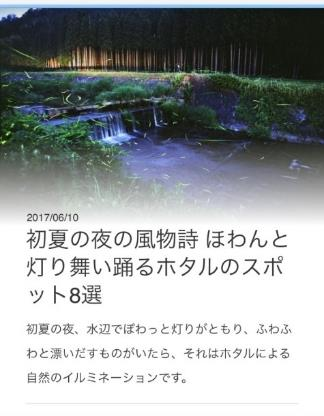 2017/06/10
初夏の夜の風物詩 ほわんと
灯り舞い踊るホタルのスポ
ット8選
初夏の夜、水辺でぽわっと灯りがともり、ふわふ
わと漂いだすものがいたら、それはホタルによる
自然のイルミネーションです。